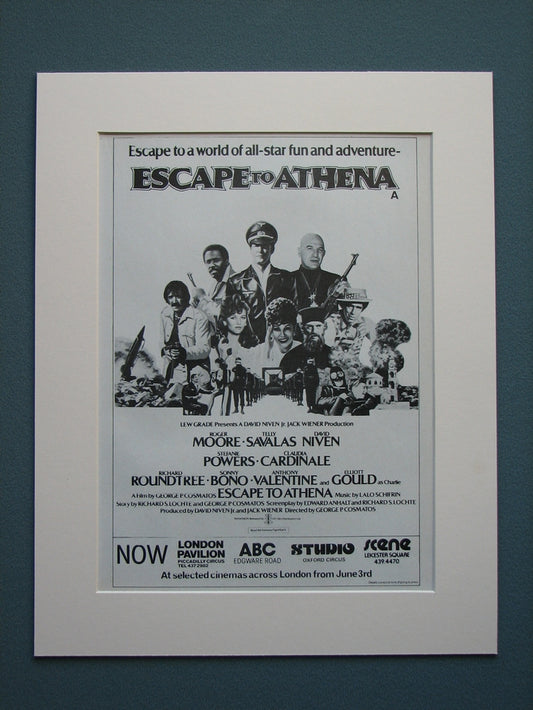 Escape to a world of all-star fun and adventure-
ESCAPE TO ATHENA
A
LEW GRADE Presents A DAVID NIVEN Jr. JACK WIENER Production
ROGER MOORE · TELLY SAVALAS DAVID NIVEN
STEFANIE POWERS · CLAUDIA CARDINALE
RICHARD ROUNDTREE · SONNY BONO · ANTHONY VALENTINE and ELLIOTT GOULD as Charlie
A Film by GEORGE P. COSMATOS ESCAPE TO ATHENA Music by LALO SCHIFRIN
Story by RICHARD S. LOCHTE and GEORGE P. COSMATOS Screenplay by EDWARD ANHALT and RICHARD S. LOCHTE
Produced by DAVID NIVEN Jr. and JACK WIENER Directed by GEORGE P. COSMATOS
NOW
LONDON PAVILION
PICCADILLY CIRCUS
TEL 437 2982
ABC
EDGWARE ROAD
STUDIO
OXFORD CIRCUS
SCENE
LEICESTER SQUARE
439 4470
At selected cinemas across London from June 3rd